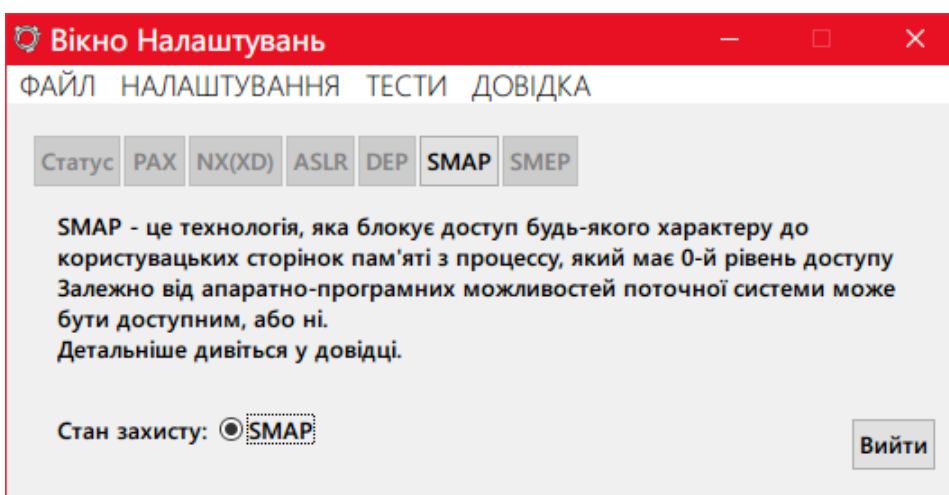 Вікно Налаштувань
ФАЙЛ НАЛАШТУВАННЯ ТЕСТИ ДОВІДКА
Статус PAX NX(XD) ASLR DEP SMAP SMEP
SMAP - це технологія, яка блокує доступ будь-якого характеру до
користувацьких сторінок пам'яті з процессу, який має 0-й рівень доступу
Залежно від апаратно-програмних можливостей поточної системи може
бути доступним, або ні.
Детальніше дивіться у довідці.
Стан захисту: SMAP
Вийти